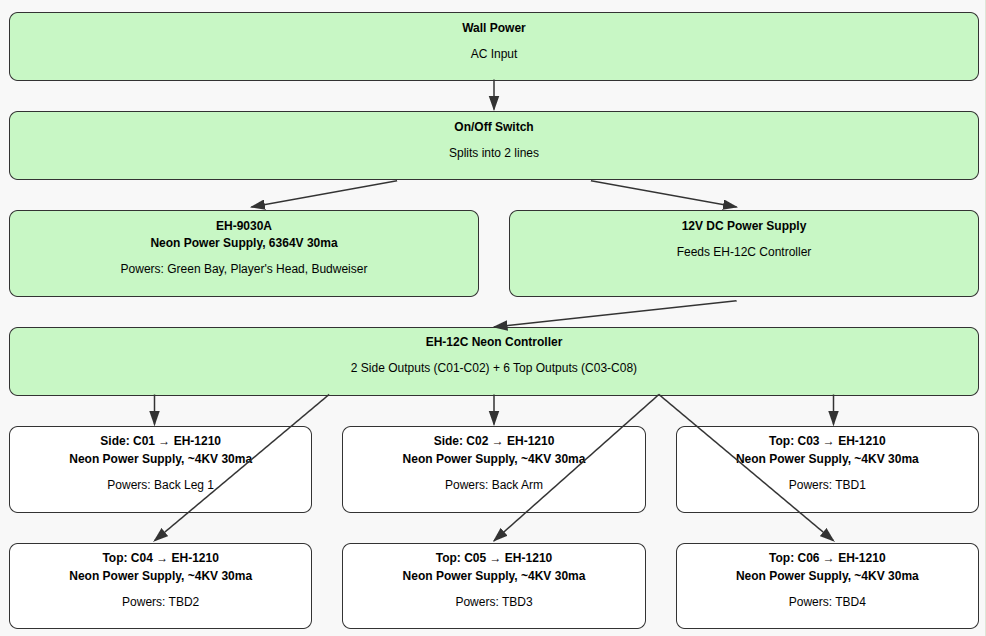 Wall Power
AC Input
On/Off Switch
Splits into 2 lines
EH-9030A
Neon Power Supply, 6364V 30ma
Powers: Green Bay, Player's Head, Budweiser
12V DC Power Supply
Feeds EH-12C Controller
EH-12C Neon Controller
2 Side Outputs (C01-C02) + 6 Top Outputs (C03-C08)
Side: C01 → EH-1210
Neon Power Supply, ~4KV 30ma
Powers: Back Leg 1
Side: C02 → EH-1210
Neon Power Supply, ~4KV 30ma
Powers: Back Arm
Top: C03 → EH-1210
Neon Power Supply, ~4KV 30ma
Powers: TBD1
Top: C04 → EH-1210
Neon Power Supply, ~4KV 30ma
Powers: TBD2
Top: C05 → EH-1210
Neon Power Supply, ~4KV 30ma
Powers: TBD3
Top: C06 → EH-1210
Neon Power Supply, ~4KV 30ma
Powers: TBD4